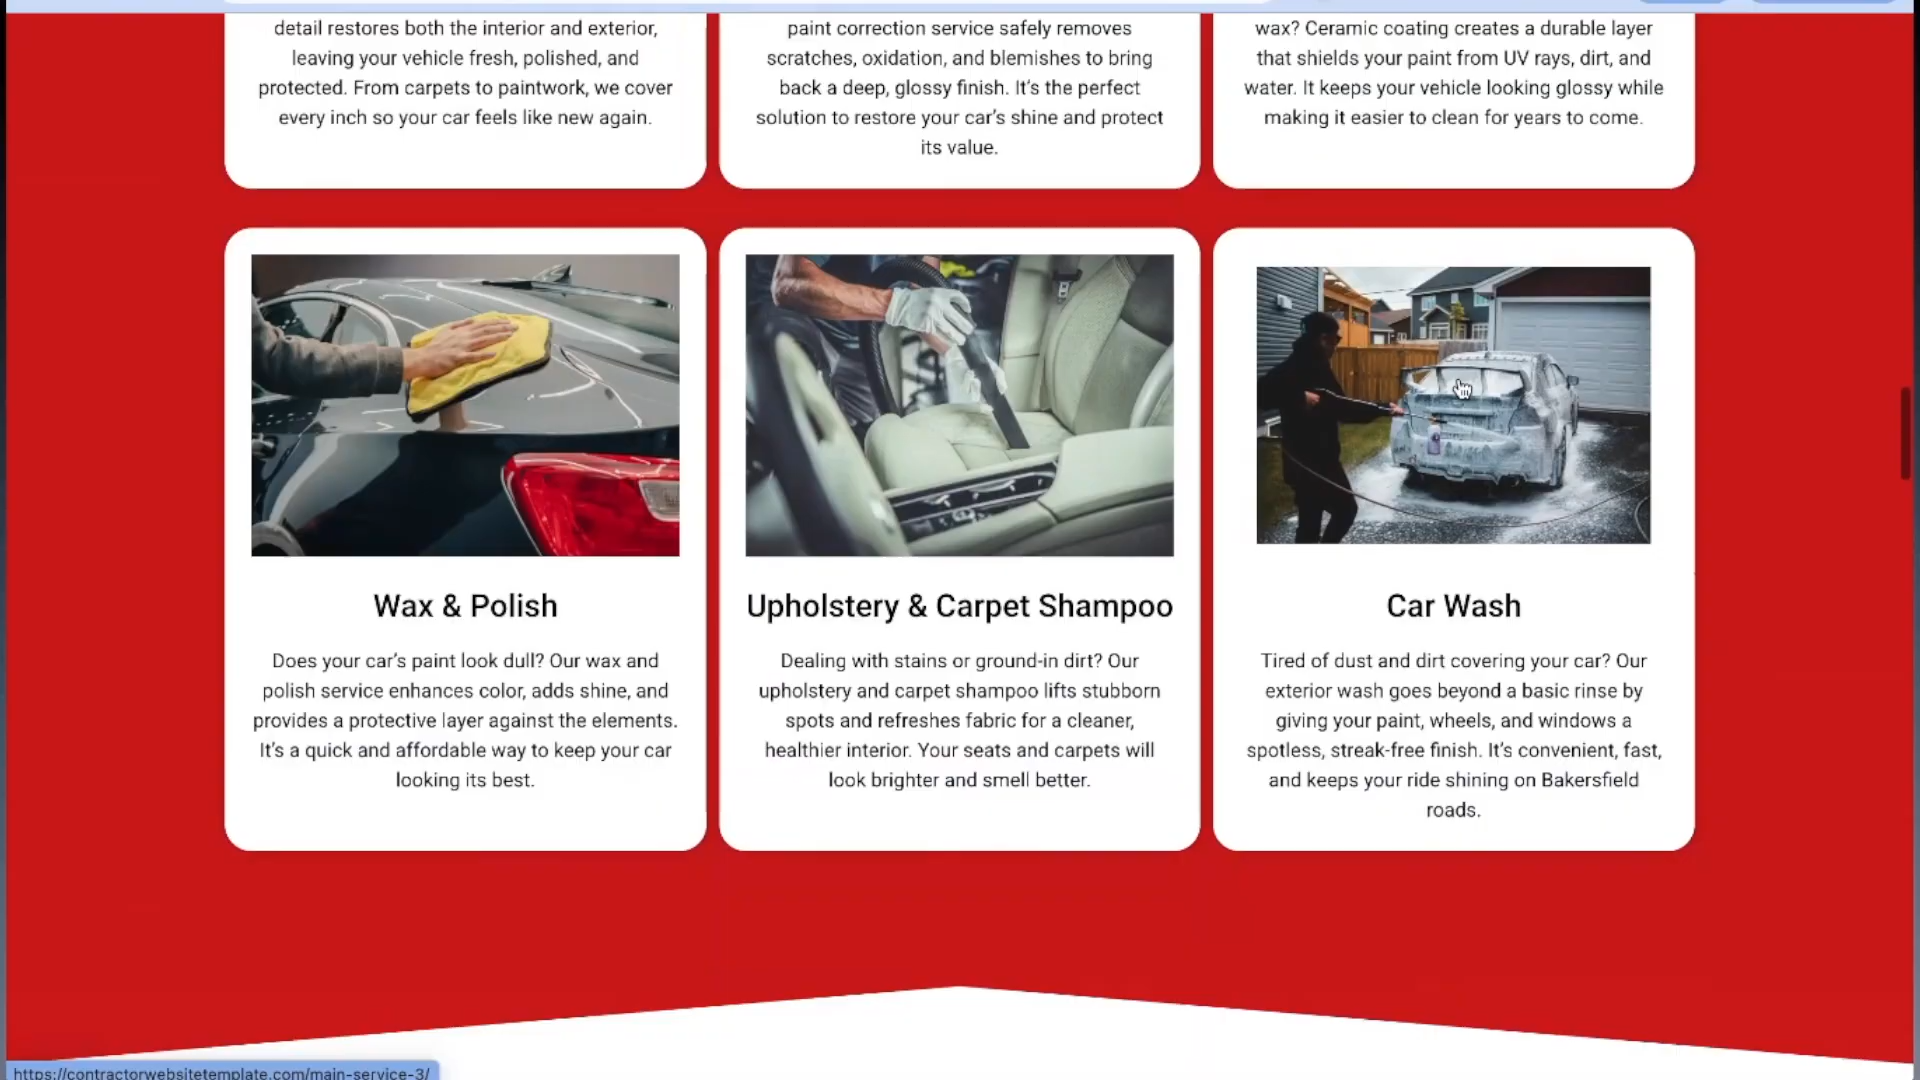 detail restores both the interior and exterior,
leaving your vehicle fresh, polished, and
protected. From carpets to paintwork, we cover
every inch so your car feels like new again.
paint correction service safely removes
scratches, oxidation, and blemishes to bring
back a deep, glossy finish. It’s the perfect
solution to restore your car’s shine and protect
its value.
wax? Ceramic coating creates a durable layer
that shields your paint from UV rays, dirt, and
water. It keeps your vehicle looking glossy while
making it easier to clean for years to come.
Wax & Polish
Does your car’s paint look dull? Our wax and
polish service enhances color, adds shine, and
provides a protective layer against the elements.
It’s a quick and affordable way to keep your car
looking its best.
Upholstery & Carpet Shampoo
Dealing with stains or ground-in dirt? Our
upholstery and carpet shampoo lifts stubborn
spots and refreshes fabric for a cleaner,
healthier interior. Your seats and carpets will
look brighter and smell better.
Car Wash
Tired of dust and dirt covering your car? Our
exterior wash goes beyond a basic rinse by
giving your paint, wheels, and windows a
spotless, streak-free finish. It’s convenient, fast,
and keeps your ride shining on Bakersfield
roads.
https://contractorwebsitetemplate.com/main-service-3/